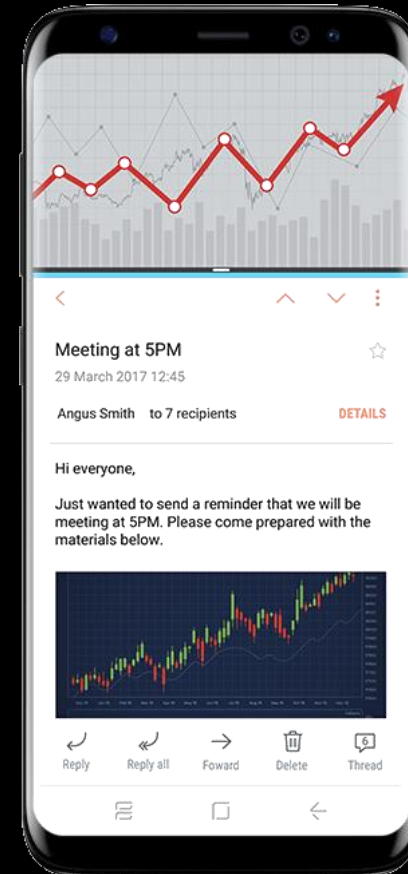 Meeting at 5PM
29 March 2017 12:45
Angus Smith to 7 recipients DETAILS
Hi everyone,
Just wanted to send a reminder that we will be
meeting at 5PM. Please come prepared with the
materials below.
6
Reply Reply all Foward Delete Thread